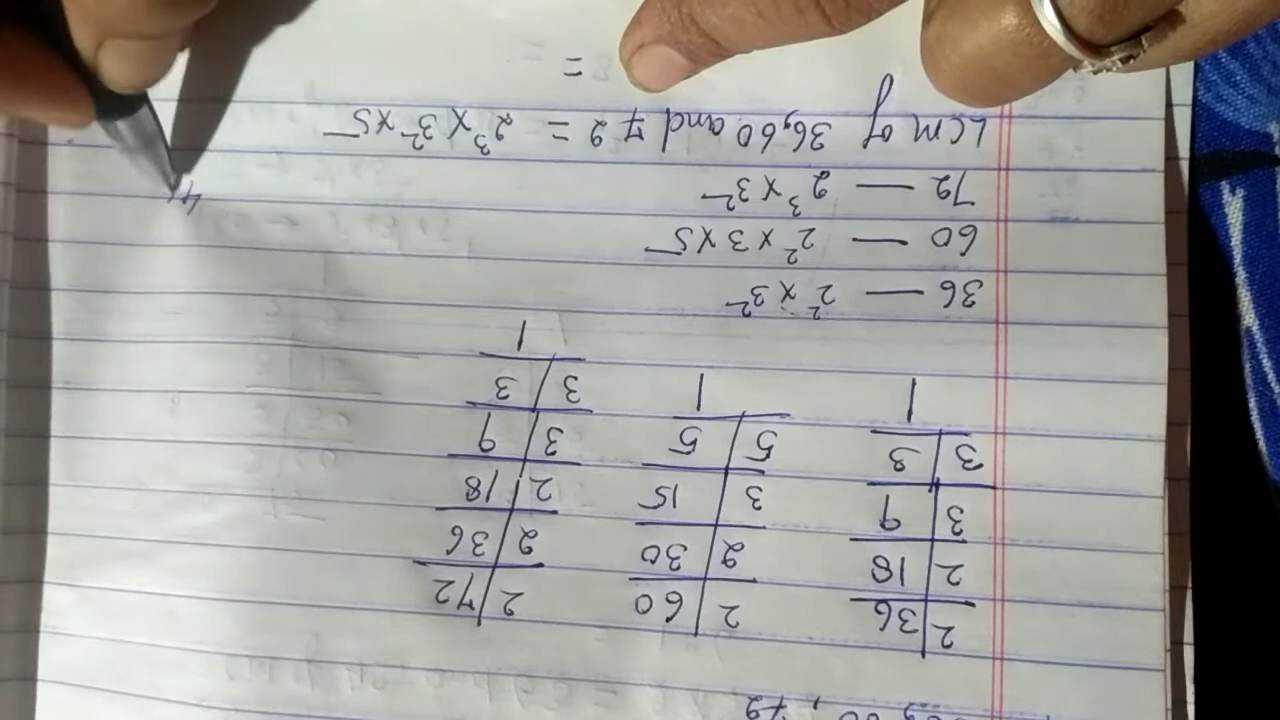 , 72
2 36 2 60 2 72
2 18 2 30 2 36
3 9 3 15 2 18
3 3 5 5 3 9
1 1 3 3
1
36 — 2² × 3²
60 — 2² × 3 × 5
72 — 2³ × 3²
LCM of 36, 60 and 72 = 2³ × 3² × 5
=